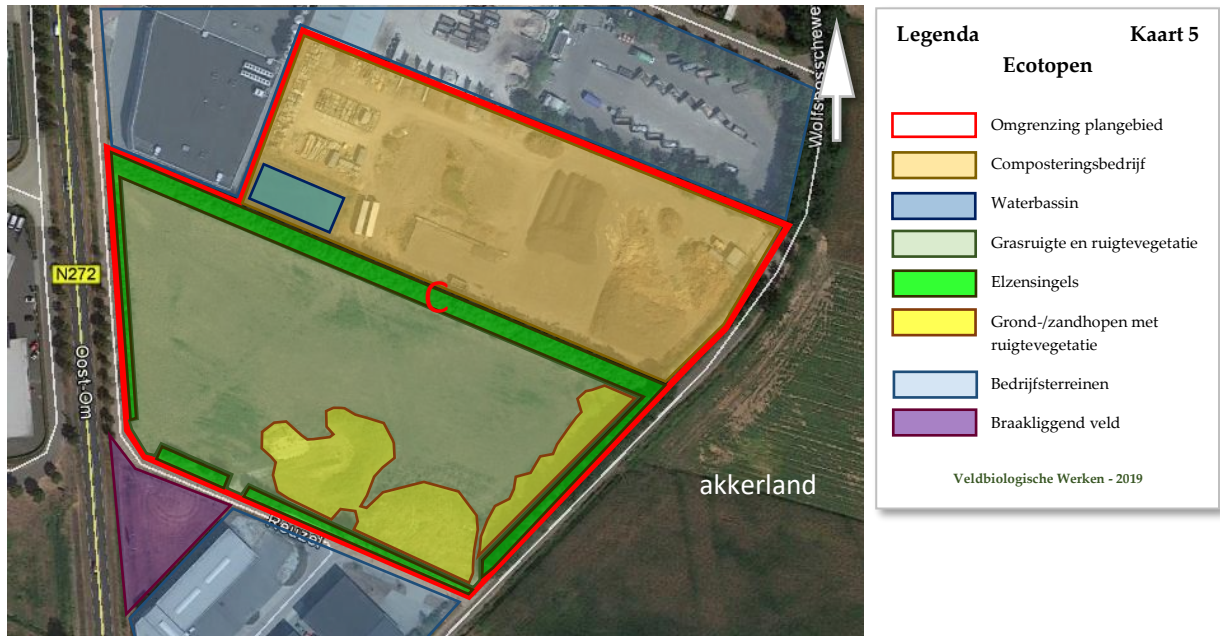 Wolfsbosscheweg
N272
C
Oost-Om
akkerland
Reuzel
Legenda Kaart 5
Ecotopen
Omgrenzing plangebied
Composteringsbedrijf
Waterbassin
Grasruigte en ruigtevegetatie
Elzensingels
Grond-/zandhopen met
ruigtevegetatie
Bedrijfsterreinen
Braakliggend veld
Veldbiologische Werken - 2019